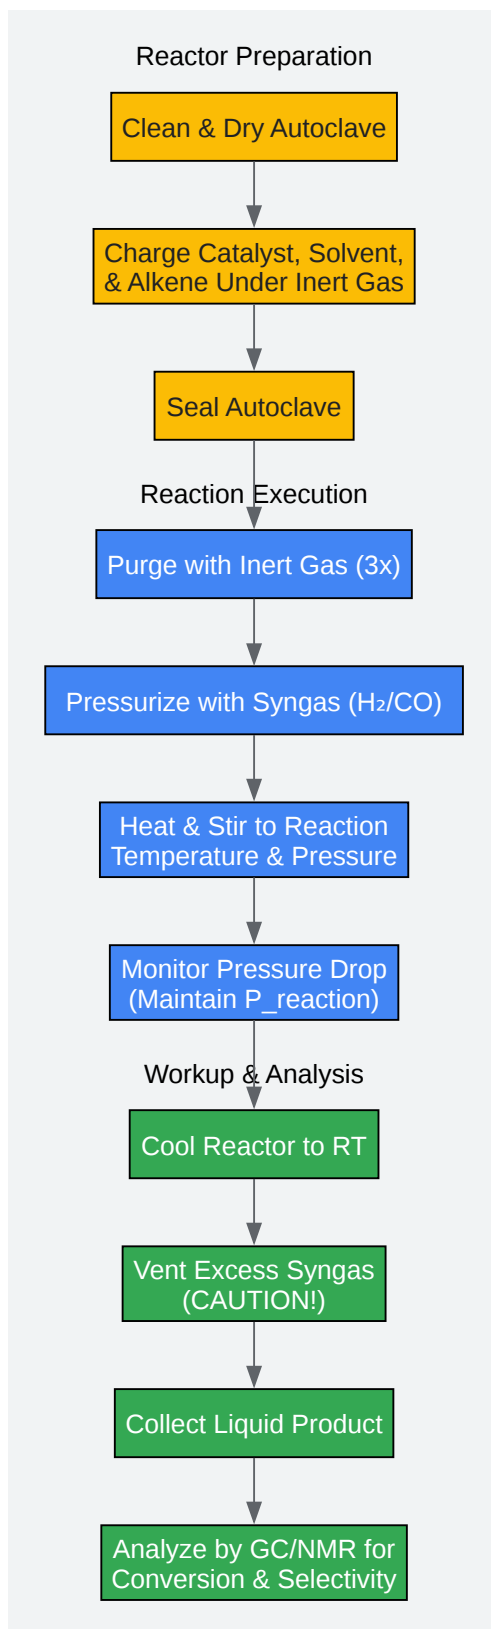 Reactor Preparation
Clean & Dry Autoclave
Charge Catalyst, Solvent,
& Alkene Under Inert Gas
Seal Autoclave
Reaction Execution
Purge with Inert Gas (3x)
Pressurize with Syngas (H₂/CO)
Heat & Stir to Reaction
Temperature & Pressure
Monitor Pressure Drop
(Maintain P_reaction)
Workup & Analysis
Cool Reactor to RT
Vent Excess Syngas
(CAUTION!)
Collect Liquid Product
Analyze by GC/NMR for
Conversion & Selectivity